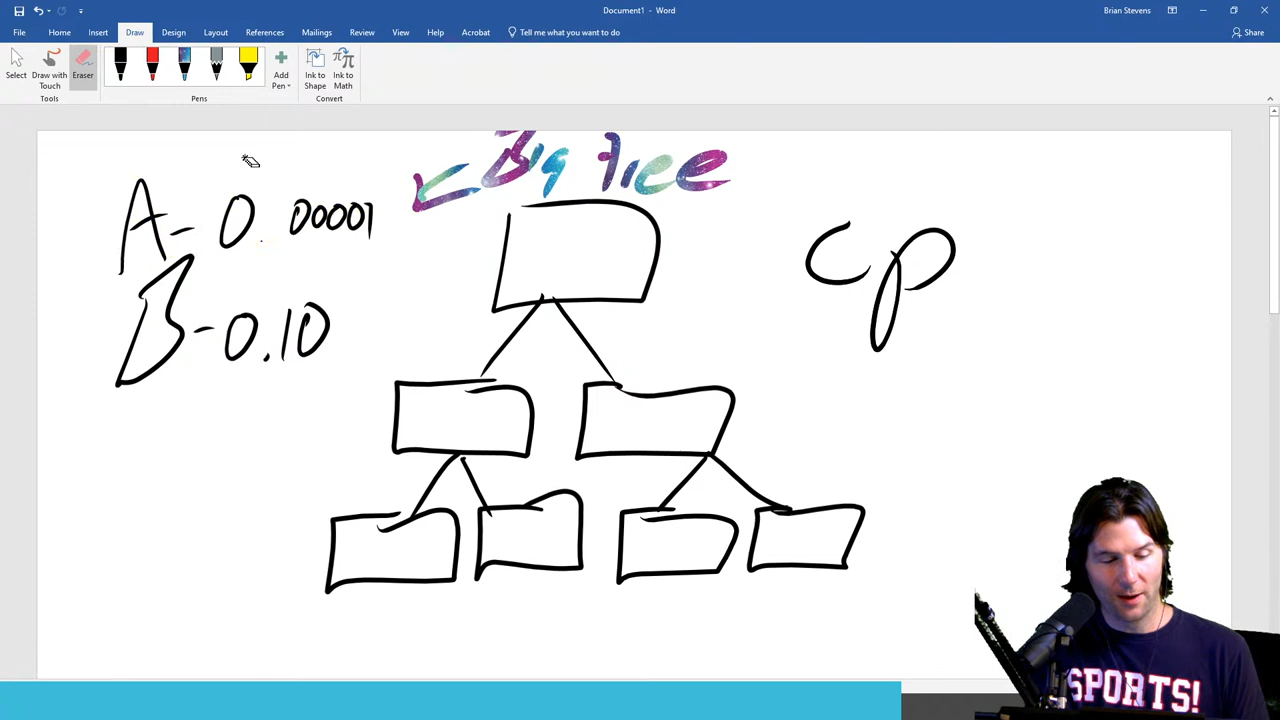 Document1 - Word
Brian Stevens
File Home Insert Draw Design Layout References Mailings Review View Help Acrobat Tell me what you want to do Share
Select
Draw with Touch
Eraser
Add Pen
Ink to Shape
Ink to Math
Tools
Pens
Convert
Big Tree
A- 0.00001
cp
B-0.10
SPORTS!